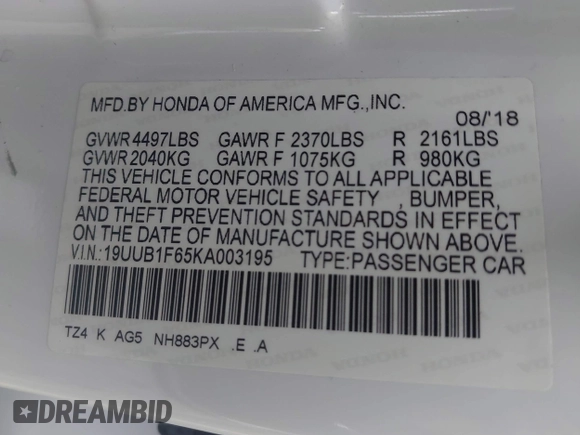 MFD.BY HONDA OF AMERICA MFG.,INC.
08/'18
GVWR 4497LBS GAWR F 2370LBS R 2161LBS
GVWR 2040KG GAWR F 1075KG R 980KG
THIS VEHICLE CONFORMS TO ALL APPLICABLE
FEDERAL MOTOR VEHICLE SAFETY , BUMPER,
AND THEFT PREVENTION STANDARDS IN EFFECT
ON THE DATE OF MANUFACTURE SHOWN ABOVE.
V.I.N.:19UUB1F65KA003195 TYPE:PASSENGER CAR
TZ4 K AG5 NH883PX .E .A
DREAMBID